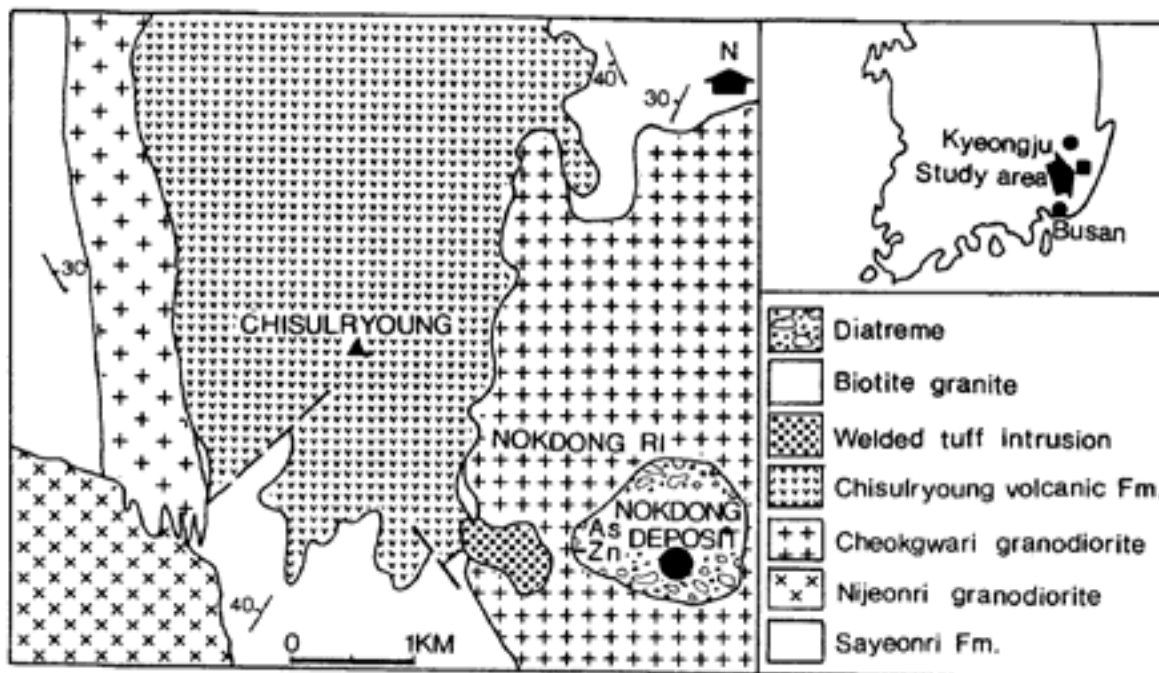 40
N
30
30
CHISULRYOUNG
NOKDONG RI
NOKDONG
As
DEPOSIT
Zn
40
0 1KM
Kyeongju
Study area
Busan
Diatreme
Biotite granite
Welded tuff intrusion
Chisulryoung volcanic Fm.
Cheokgwari granodiorite
Nijeonri granodiorite
Sayeonri Fm.